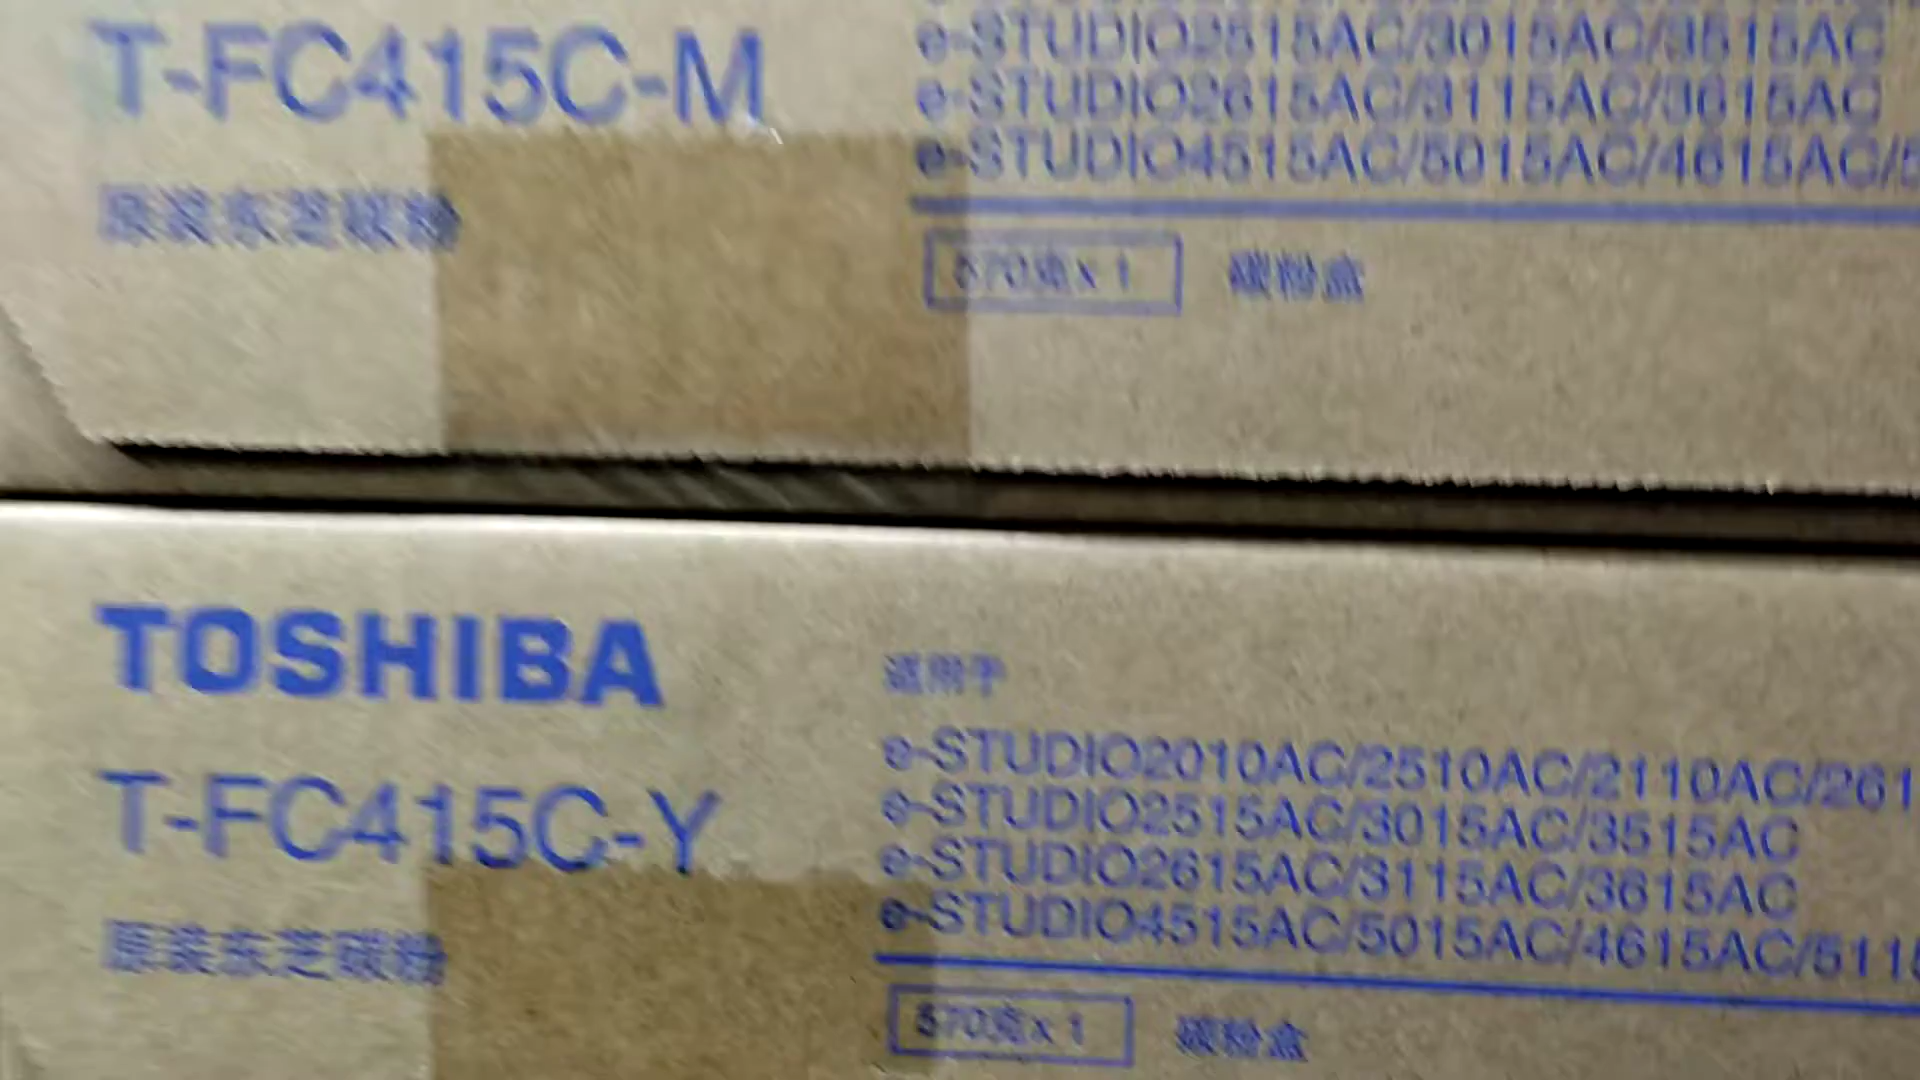 T-FC415C-M
原装东芝碳粉
e-STUDIO2515AC/3015AC/3515AC
e-STUDIO2615AC/3115AC/3615AC
e-STUDIO4515AC/5015AC/4615AC/5
570克x 1 碳粉盒
TOSHIBA
T-FC415C-Y
原装东芝碳粉
适用于
e-STUDIO2010AC/2510AC/2110AC/261
e-STUDIO2515AC/3015AC/3515AC
e-STUDIO2615AC/3115AC/3615AC
e-STUDIO4515AC/5015AC/4615AC/5115
570克x 1 碳粉盒